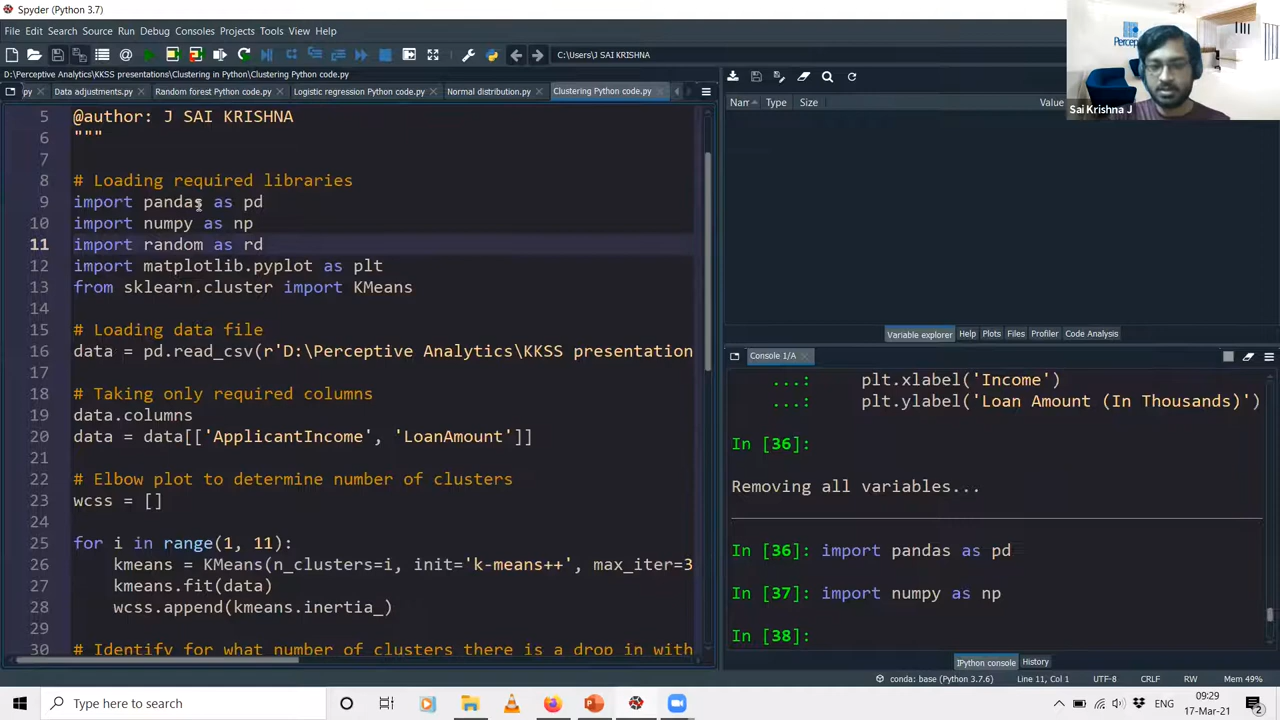 Spyder (Python 3.7)
File Edit Search Source Run Debug Consoles Projects Tools View Help
C:\Users\J SAI KRISHNA
D:\Perceptive Analytics\KKSS presentations\Clustering in Python\Clustering Python code.py
py Data adjustments.py Random forest Python code.py Logistic regression Python code.py Normal distribution.py Clustering Python code.py
5 @author: J SAI KRISHNA
6 """
7
8 # Loading required libraries
9 import pandas as pd
10 import numpy as np
11 import random as rd
12 import matplotlib.pyplot as plt
13 from sklearn.cluster import KMeans
14
15 # Loading data file
16 data = pd.read_csv(r'D:\Perceptive Analytics\KKSS presentation
17
18 # Taking only required columns
19 data.columns
20 data = data[['ApplicantIncome', 'LoanAmount']]
21
22 # Elbow plot to determine number of clusters
23 wcss = []
24
25 for i in range(1, 11):
26 kmeans = KMeans(n_clusters=i, init='k-means++', max_iter=3
27 kmeans.fit(data)
28 wcss.append(kmeans.inertia_)
29
30 # Identify for what number of clusters there is a drop in with
Nan Type Size Value
Sai Krishna J
Variable explorer Help Plots Files Profiler Code Analysis
Console 1/A
...: plt.xlabel('Income')
...: plt.ylabel('Loan Amount (In Thousands)')
In [36]:
Removing all variables...
In [36]: import pandas as pd
In [37]: import numpy as np
In [38]:
IPython console History
conda: base (Python 3.7.6) Line 11, Col 1 UTF-8 CRLF RW Mem 49%
Type here to search
ENG
09:29
17-Mar-21
2